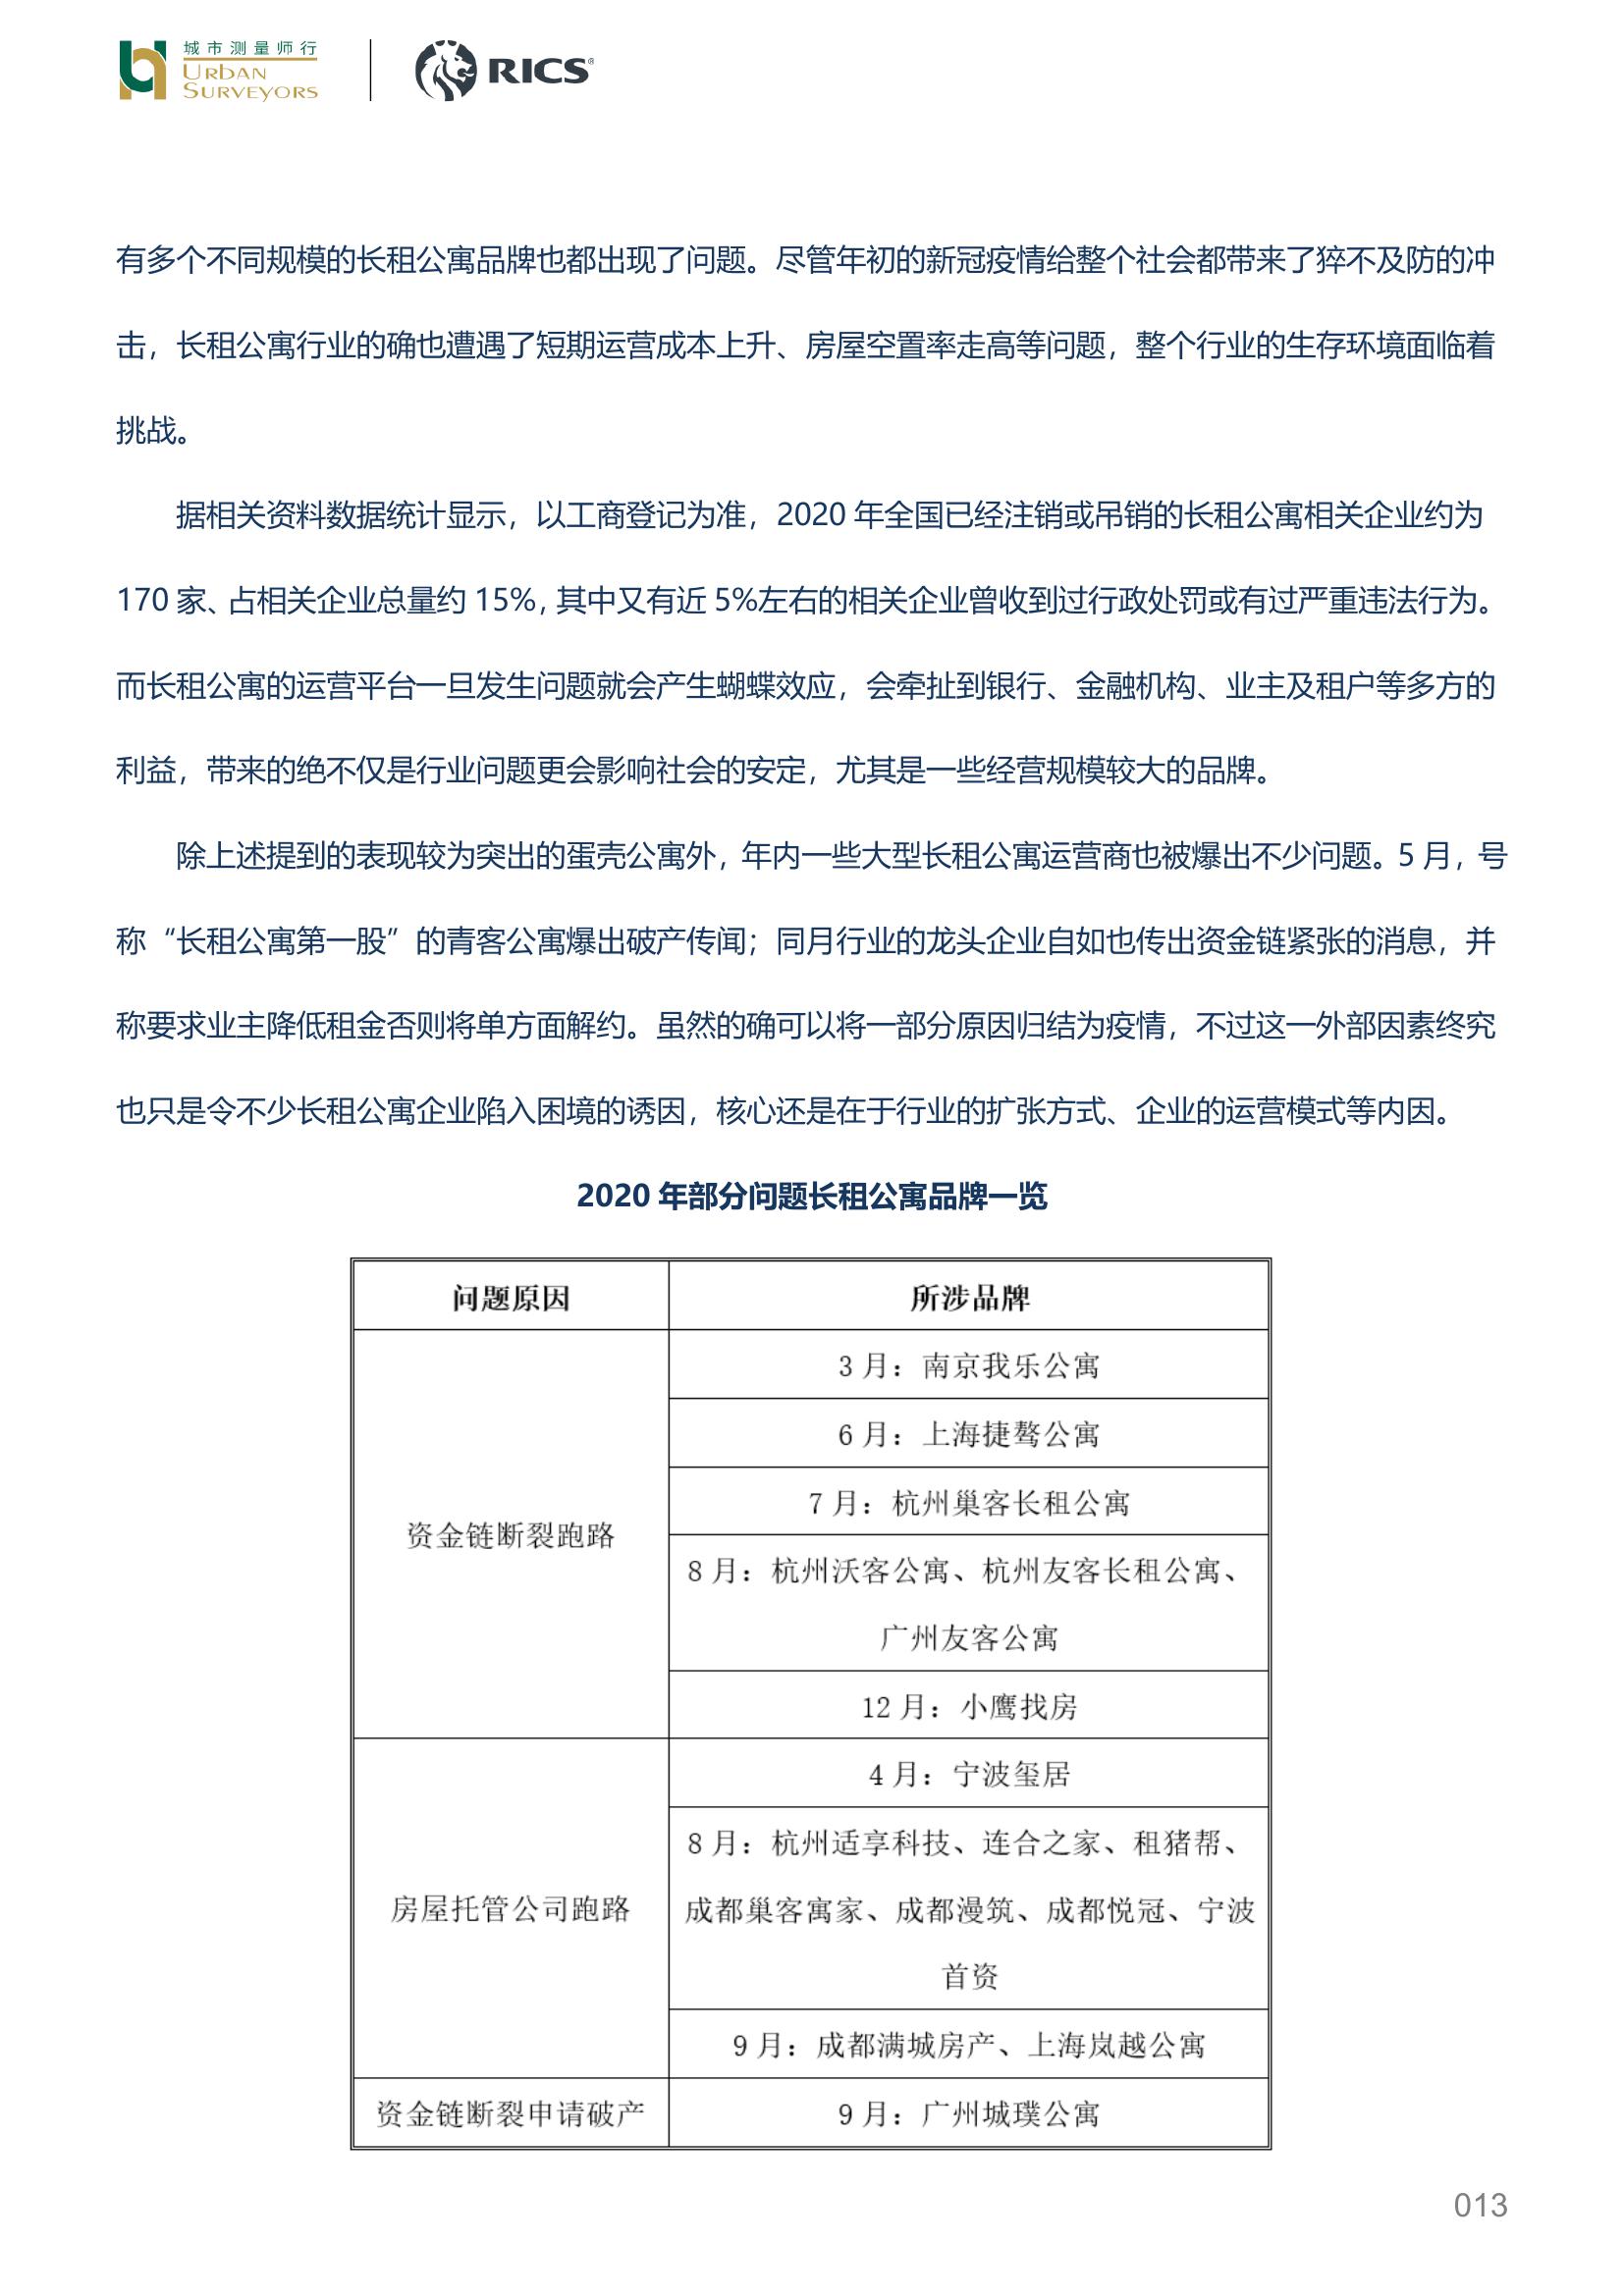 城市测量师行
URBAN
SURVEYORS
RICS®
有多个不同规模的长租公寓品牌也都出现了问题。尽管年初的新冠疫情给整个社会都带来了猝不及防的冲
击，长租公寓行业的确也遭遇了短期运营成本上升、房屋空置率走高等问题，整个行业的生存环境面临着
挑战。
据相关资料数据统计显示，以工商登记为准，2020 年全国已经注销或吊销的长租公寓相关企业约为
170 家、占相关企业总量约 15%，其中又有近 5%左右的相关企业曾收到过行政处罚或有过严重违法行为。
而长租公寓的运营平台一旦发生问题就会产生蝴蝶效应，会牵扯到银行、金融机构、业主及租户等多方的
利益，带来的绝不仅是行业问题更会影响社会的安定，尤其是一些经营规模较大的品牌。
除上述提到的表现较为突出的蛋壳公寓外，年内一些大型长租公寓运营商也被爆出不少问题。5 月，号
称“长租公寓第一股”的青客公寓爆出破产传闻；同月行业的龙头企业自如也传出资金链紧张的消息，并
称要求业主降低租金否则将单方面解约。虽然的确可以将一部分原因归结为疫情，不过这一外部因素终究
也只是令不少长租公寓企业陷入困境的诱因，核心还是在于行业的扩张方式、企业的运营模式等内因。
2020 年部分问题长租公寓品牌一览
问题原因
所涉品牌
资金链断裂跑路
3 月：南京我乐公寓
6 月：上海捷骜公寓
7 月：杭州巢客长租公寓
8 月：杭州沃客公寓、杭州友客长租公寓、
广州友客公寓
12 月：小鹰找房
房屋托管公司跑路
4 月：宁波玺居
8 月：杭州适享科技、连合之家、租猪帮、
成都巢客寓家、成都漫筑、成都悦冠、宁波
首资
9 月：成都满城房产、上海岚越公寓
资金链断裂申请破产
9 月：广州城璞公寓
013